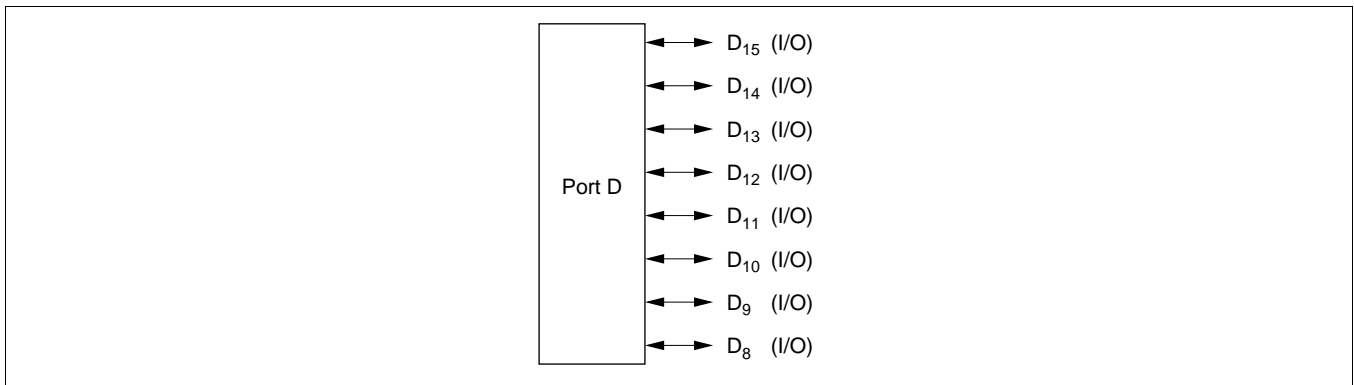 D15 (I/O)
D14 (I/O)
D13 (I/O)
D12 (I/O)
Port D
D11 (I/O)
D10 (I/O)
D9 (I/O)
D8 (I/O)